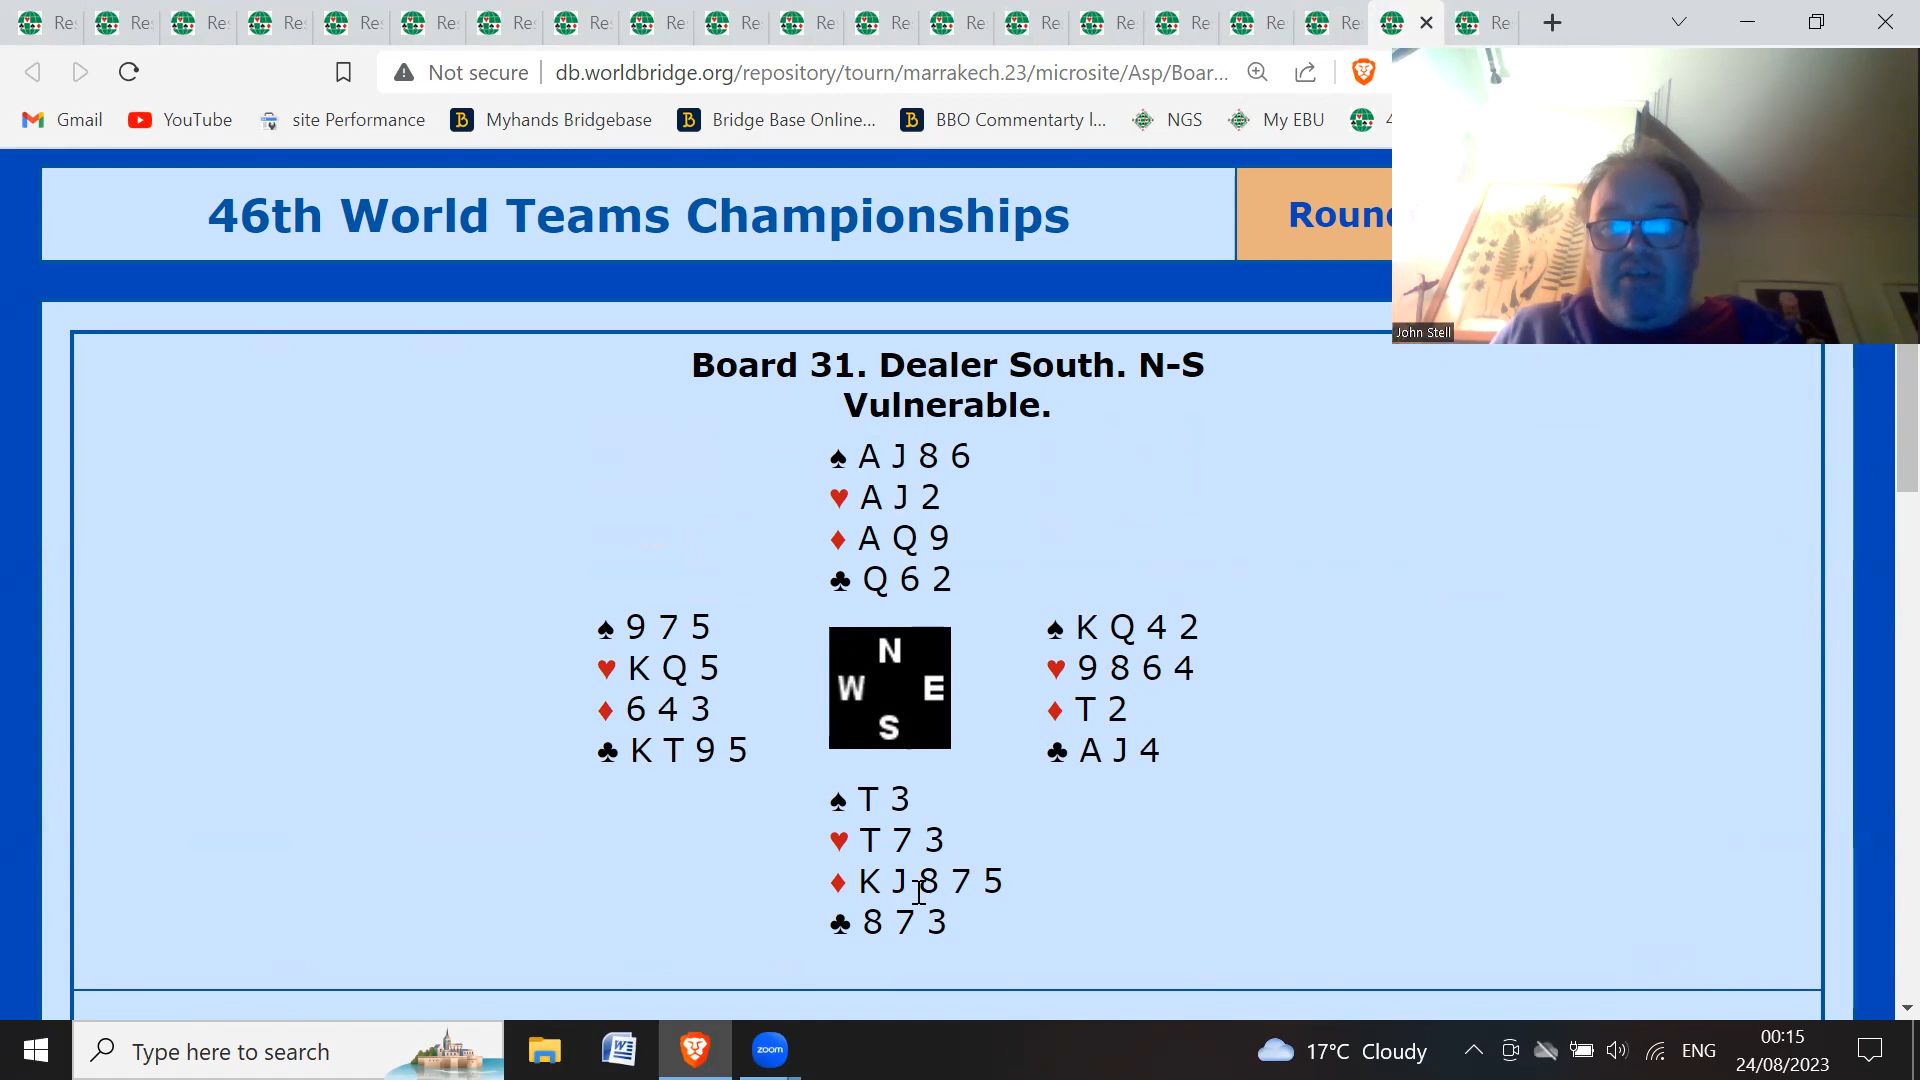 Re Re Re Re Re Re Re Re Re Re Re Re Re Re Re Re Re Re Re
Not secure db.worldbridge.org/repository/tourn/marrakech.23/microsite/Asp/Boar...
Gmail YouTube site Performance Myhands Bridgebase Bridge Base Online... BBO Commentarty l... NGS My EBU 4
46th World Teams Championships
Round
John Stell
Board 31. Dealer South. N-S
Vulnerable.
♠ A J 8 6
♥ A J 2
♦ A Q 9
♣ Q 6 2
♠ 9 7 5
♥ K Q 5
♦ 6 4 3
♣ K T 9 5
N
W E
S
♠ K Q 4 2
♥ 9 8 6 4
♦ T 2
♣ A J 4
♠ T 3
♥ T 7 3
♦ K J 8 7 5
♣ 8 7 3
Type here to search
zoom
17°C Cloudy
ENG
00:15
24/08/2023